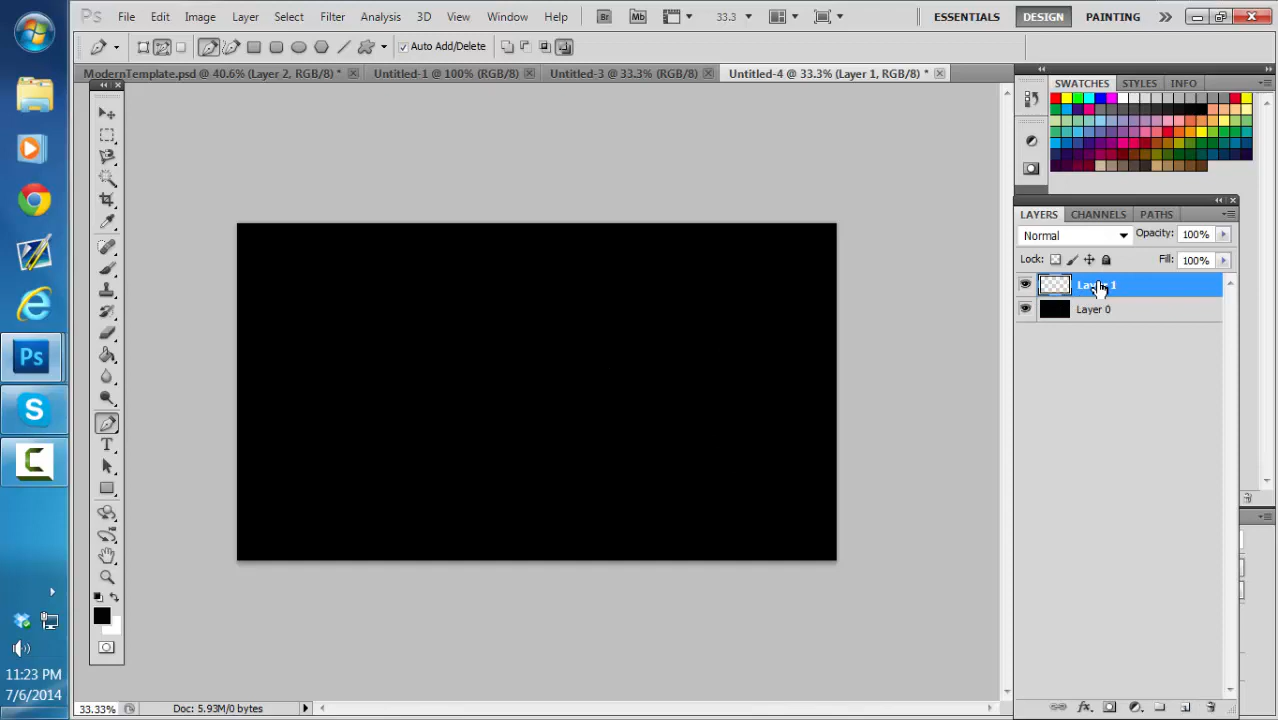 Ps File Edit Image Layer Select Filter Analysis 3D View Window Help Br Mb 33.3 ESSENTIALS DESIGN PAINTING
Auto Add/Delete
ModernTemplate.psd @ 40.6% (Layer 2, RGB/8) * Untitled-1 @ 100% (RGB/8) Untitled-3 @ 33.3% (RGB/8) Untitled-4 @ 33.3% (Layer 1, RGB/8) *
SWATCHES STYLES INFO
LAYERS CHANNELS PATHS
Normal Opacity: 100%
Lock: Fill: 100%
Layer 1
Layer 0
Ps
T
11:23 PM
7/6/2014
33.33% Doc: 5.93M/0 bytes
fx